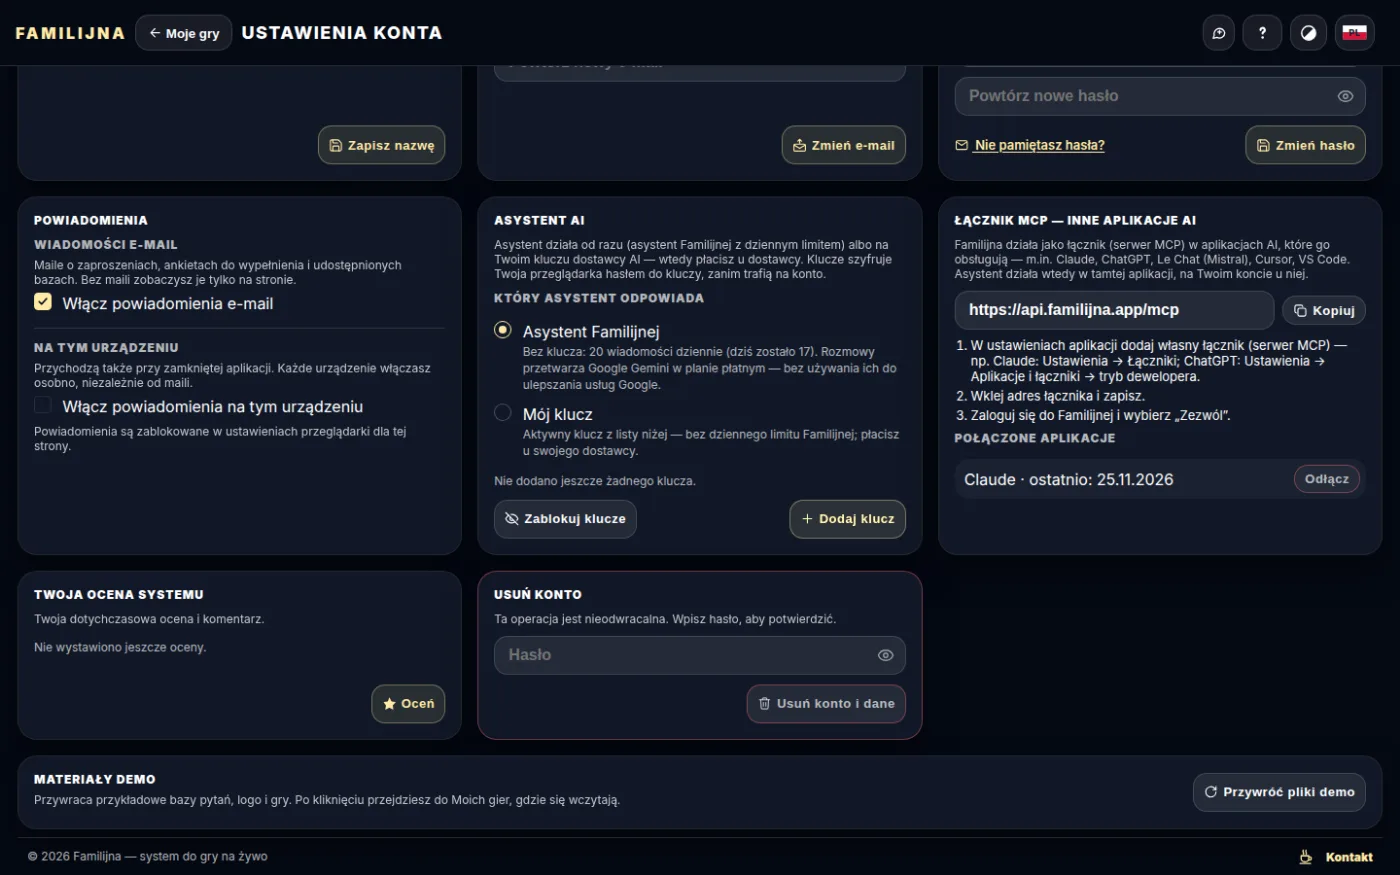 FAMILIJNA
← Moje gry
USTAWIENIA KONTA
?
PL
Powtórz nowe hasło
Zapisz nazwę
Zmień e-mail
Nie pamiętasz hasła?
Zmień hasło
POWIADOMIENIA
WIADOMOŚCI E-MAIL
Maile o zaproszeniach, ankietach do wypełnienia i udostępnionych
bazach. Bez maili zobaczysz je tylko na stronie.
Włącz powiadomienia e-mail
NA TYM URZĄDZENIU
Przychodzą także przy zamkniętej aplikacji. Każde urządzenie włączasz
osobno, niezależnie od maili.
Włącz powiadomienia na tym urządzeniu
Powiadomienia są zablokowane w ustawieniach przeglądarki dla tej
strony.
ASYSTENT AI
Asystent działa od razu (asystent Familijnej z dziennym limitem) albo na
Twoim kluczu dostawcy AI — wtedy płacisz u dostawcy. Klucze szyfruje
Twoja przeglądarka hasłem do kluczy, zanim trafią na konto.
KTÓRY ASYSTENT ODPOWIADA
Asystent Familijnej
Bez klucza: 20 wiadomości dziennie (dziś zostało 17). Rozmowy
przetwarza Google Gemini w planie płatnym — bez używania ich do
ulepszania usług Google.
Mój klucz
Aktywny klucz z listy niżej — bez dziennego limitu Familijnej; płacisz
u swojego dostawcy.
Nie dodano jeszcze żadnego klucza.
Zablokuj klucze
+ Dodaj klucz
ŁĄCZNIK MCP — INNE APLIKACJE AI
Familijna działa jako łącznik (serwer MCP) w aplikacjach AI, które go
obsługują — m.in. Claude, ChatGPT, Le Chat (Mistral), Cursor, VS Code.
Asystent działa wtedy w tamtej aplikacji, na Twoim koncie u niej.
https://api.familijna.app/mcp
Kopiuj
1. W ustawieniach aplikacji dodaj własny łącznik (serwer MCP) —
np. Claude: Ustawienia → Łączniki; ChatGPT: Ustawienia →
Aplikacje i łączniki → tryb dewelopera.
2. Wklej adres łącznika i zapisz.
3. Zaloguj się do Familijnej i wybierz „Zezwól”.
POŁĄCZONE APLIKACJE
Claude · ostatnio: 25.11.2026
Odłącz
TWOJA OCENA SYSTEMU
Twoja dotychczasowa ocena i komentarz.
Nie wystawiono jeszcze oceny.
Oceń
USUŃ KONTO
Ta operacja jest nieodwracalna. Wpisz hasło, aby potwierdzić.
Hasło
Usuń konto i dane
MATERIAŁY DEMO
Przywraca przykładowe bazy pytań, logo i gry. Po kliknięciu przejdziesz do Moich gier, gdzie się wczytają.
Przywróć pliki demo
© 2026 Familijna — system do gry na żywo
Kontakt